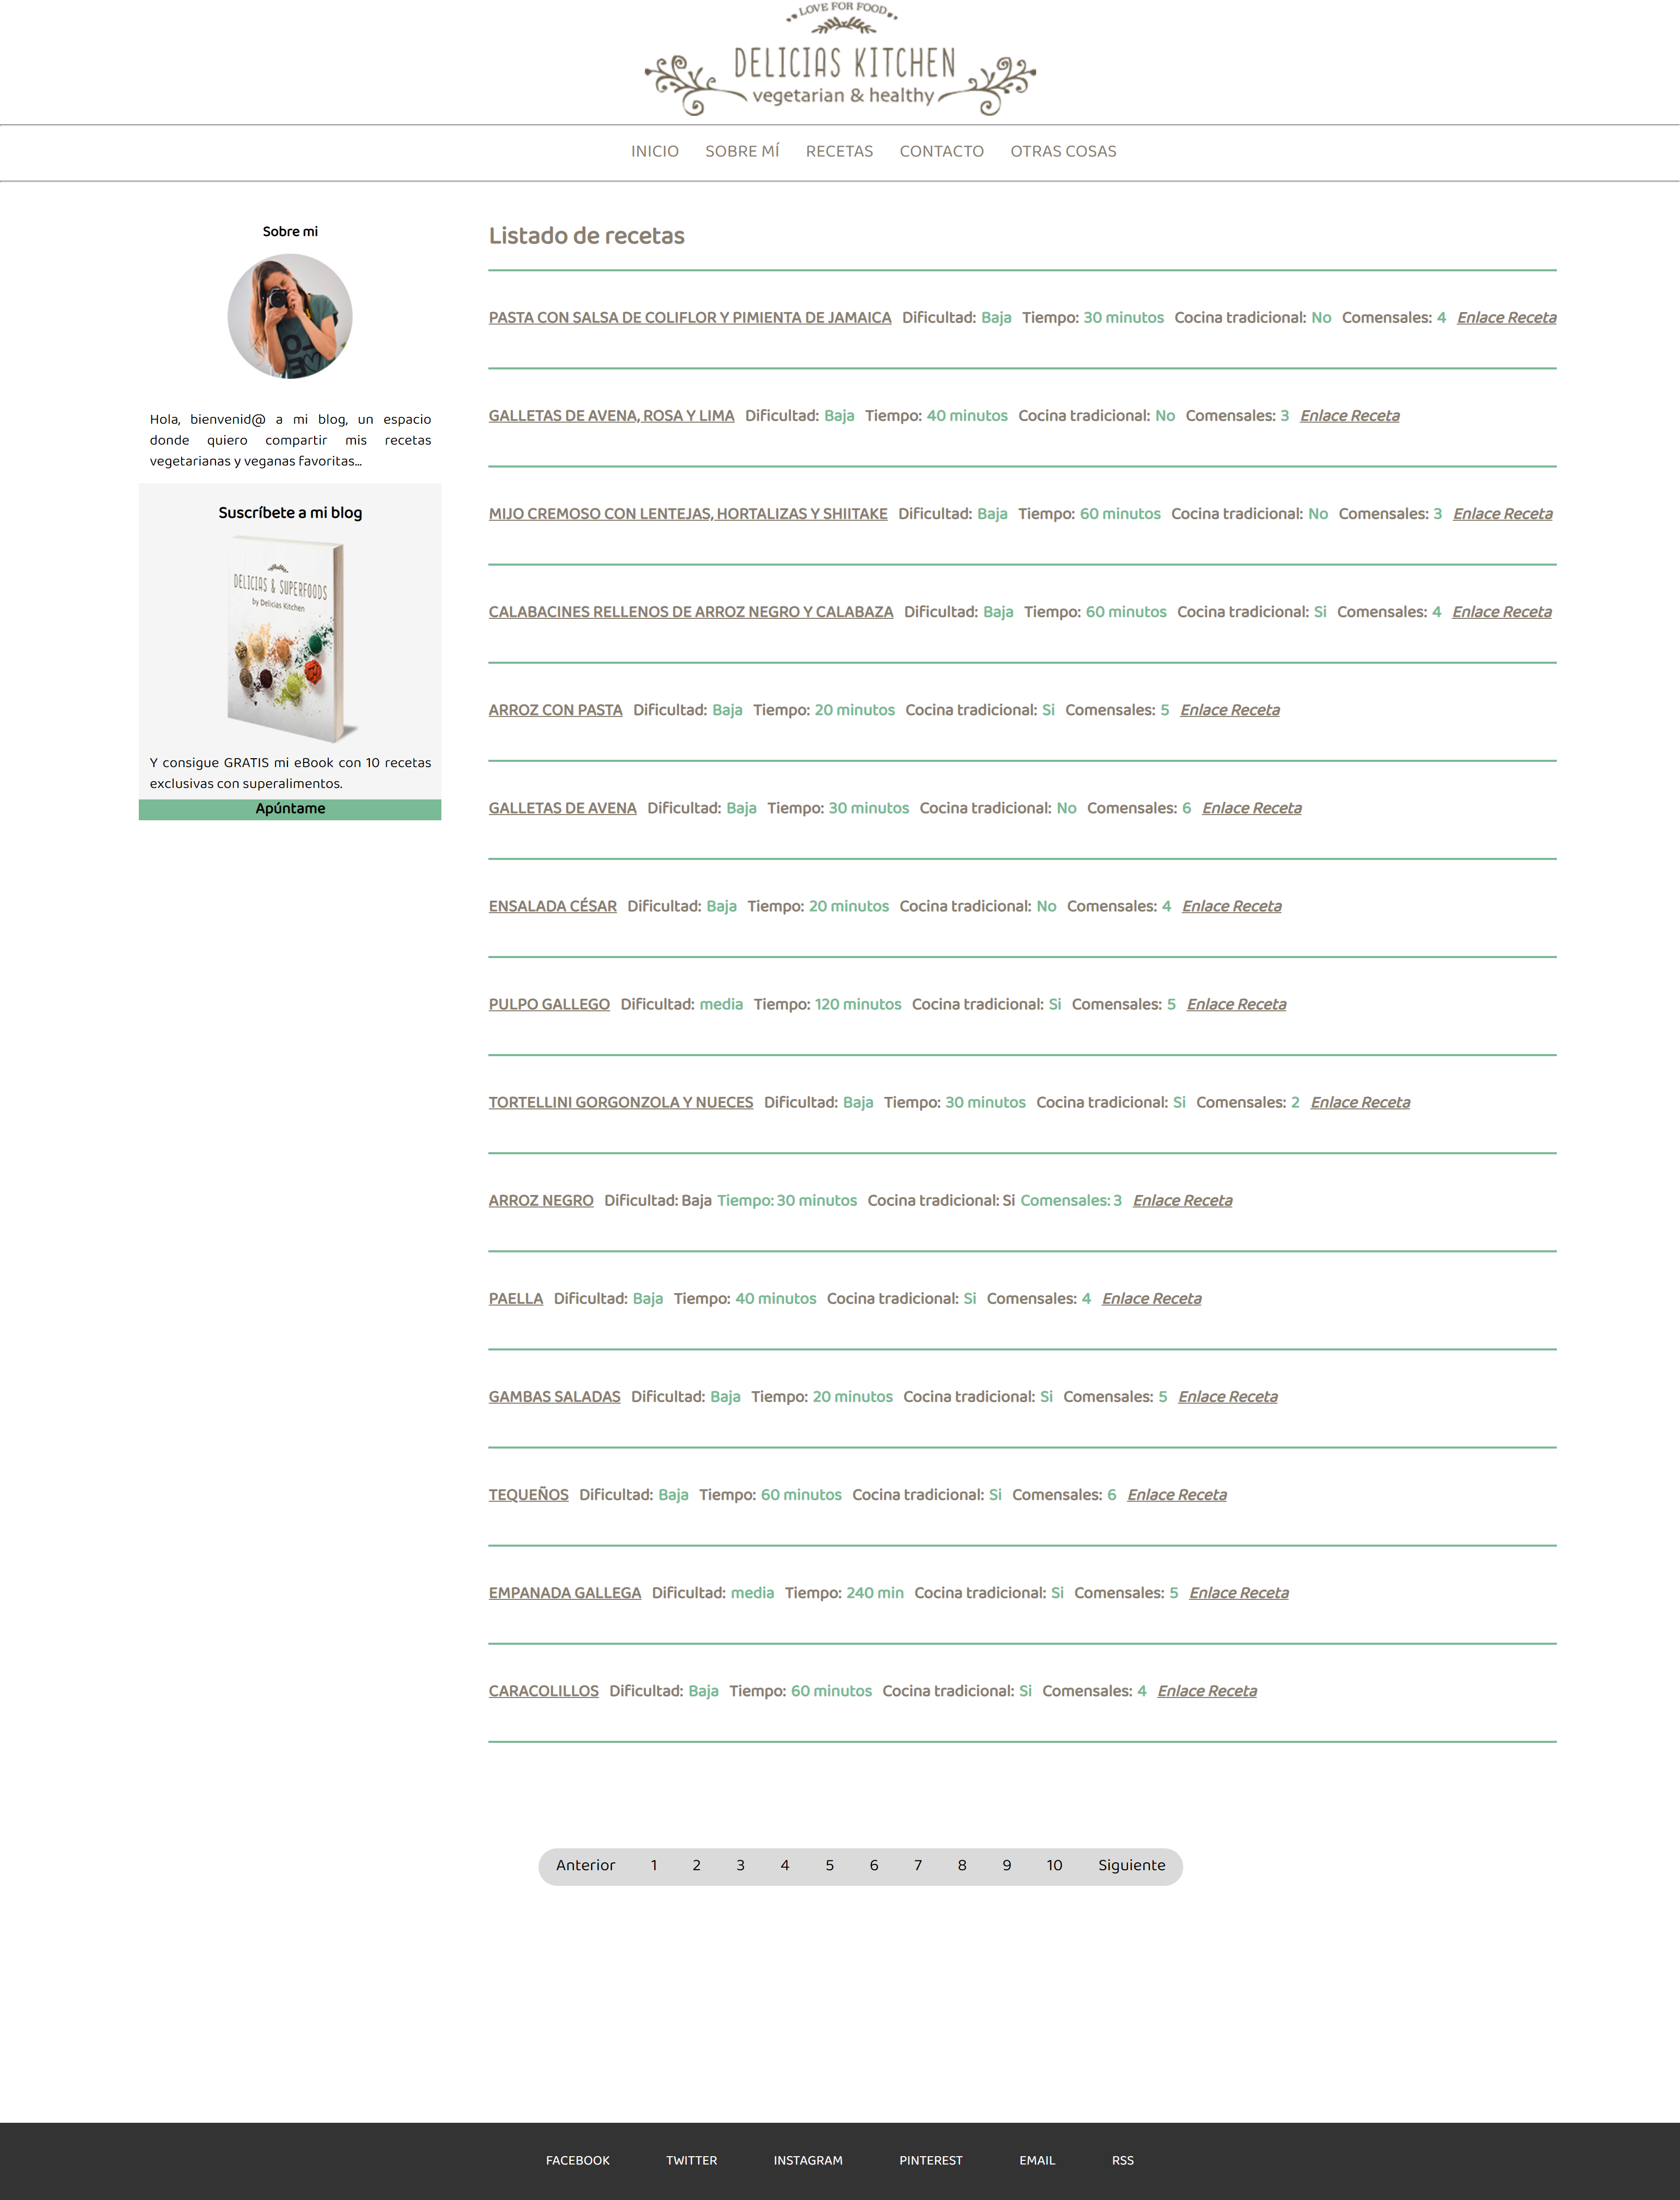 LOVE FOR FOOD
DELICIAS KITCHEN
vegetarian & healthy
INICIO SOBRE MÍ RECETAS CONTACTO OTRAS COSAS
Sobre mi
Hola, bienvenid@ a mi blog, un espacio
donde quiero compartir mis recetas
vegetarianas y veganas favoritas...
Suscríbete a mi blog
DELICIAS & SUPERFOODS
by Delicias Kitchen
Y consigue GRATIS mi eBook con 10 recetas
exclusivas con superalimentos.
Apúntame
Listado de recetas
PASTA CON SALSA DE COLIFLOR Y PIMIENTA DE JAMAICA Dificultad: Baja Tiempo: 30 minutos Cocina tradicional: No Comensales: 4 Enlace Receta
GALLETAS DE AVENA, ROSA Y LIMA Dificultad: Baja Tiempo: 40 minutos Cocina tradicional: No Comensales: 3 Enlace Receta
MIJO CREMOSO CON LENTEJAS, HORTALIZAS Y SHIITAKE Dificultad: Baja Tiempo: 60 minutos Cocina tradicional: No Comensales: 3 Enlace Receta
CALABACINES RELLENOS DE ARROZ NEGRO Y CALABAZA Dificultad: Baja Tiempo: 60 minutos Cocina tradicional: Si Comensales: 4 Enlace Receta
ARROZ CON PASTA Dificultad: Baja Tiempo: 20 minutos Cocina tradicional: Si Comensales: 5 Enlace Receta
GALLETAS DE AVENA Dificultad: Baja Tiempo: 30 minutos Cocina tradicional: No Comensales: 6 Enlace Receta
ENSALADA CÉSAR Dificultad: Baja Tiempo: 20 minutos Cocina tradicional: No Comensales: 4 Enlace Receta
PULPO GALLEGO Dificultad: media Tiempo: 120 minutos Cocina tradicional: Si Comensales: 5 Enlace Receta
TORTELLINI GORGONZOLA Y NUECES Dificultad: Baja Tiempo: 30 minutos Cocina tradicional: Si Comensales: 2 Enlace Receta
ARROZ NEGRO Dificultad: Baja Tiempo: 30 minutos Cocina tradicional: Si Comensales: 3 Enlace Receta
PAELLA Dificultad: Baja Tiempo: 40 minutos Cocina tradicional: Si Comensales: 4 Enlace Receta
GAMBAS SALADAS Dificultad: Baja Tiempo: 20 minutos Cocina tradicional: Si Comensales: 5 Enlace Receta
TEQUEÑOS Dificultad: Baja Tiempo: 60 minutos Cocina tradicional: Si Comensales: 6 Enlace Receta
EMPANADA GALLEGA Dificultad: media Tiempo: 240 min Cocina tradicional: Si Comensales: 5 Enlace Receta
CARACOLILLOS Dificultad: Baja Tiempo: 60 minutos Cocina tradicional: Si Comensales: 4 Enlace Receta
Anterior 1 2 3 4 5 6 7 8 9 10 Siguiente
FACEBOOK TWITTER INSTAGRAM PINTEREST EMAIL RSS